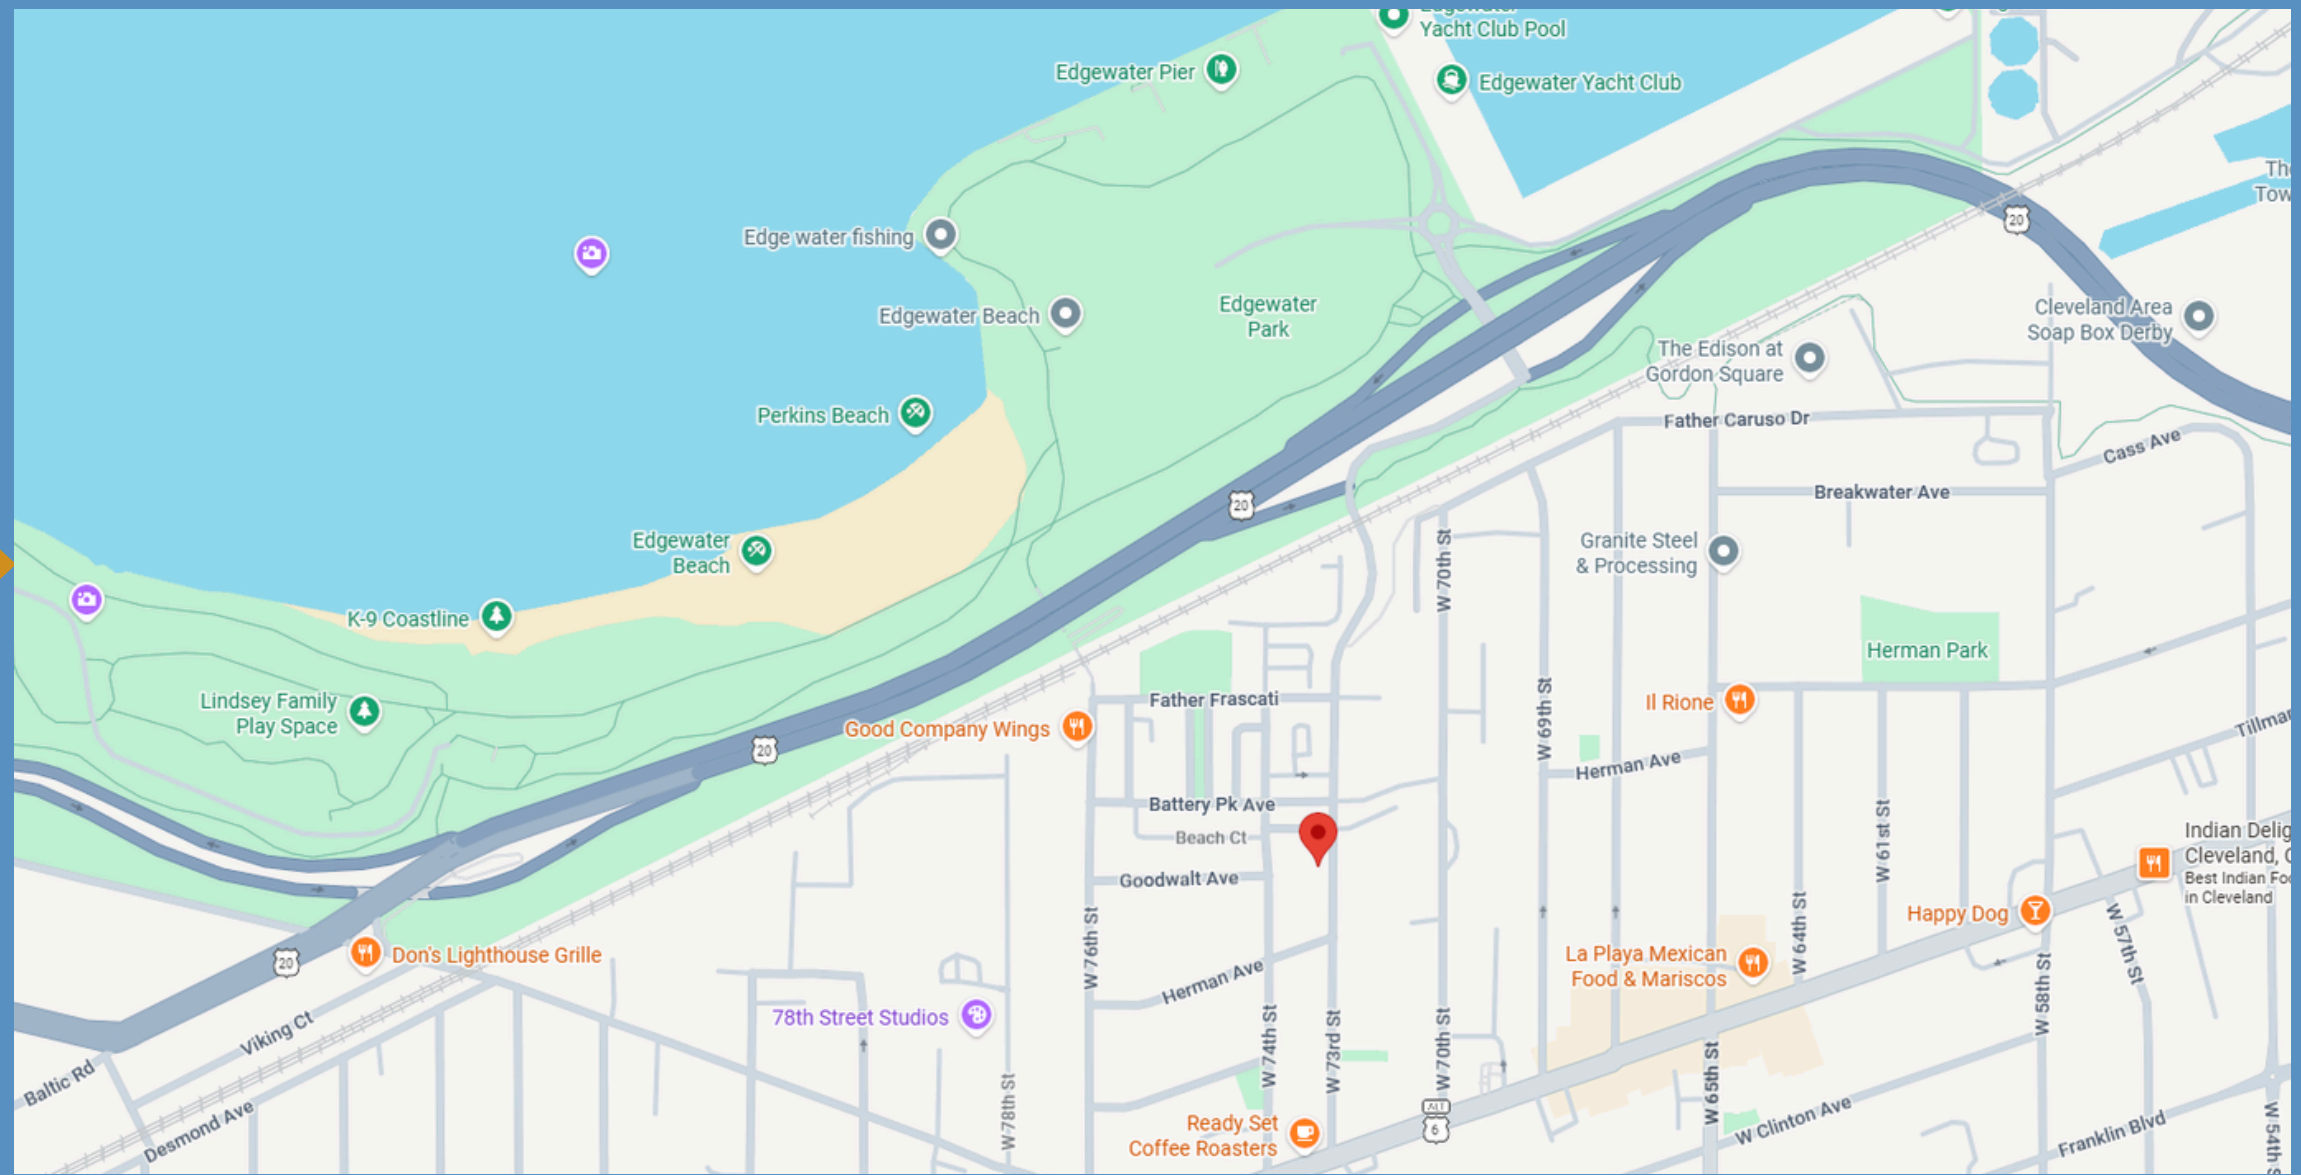 Yacht Club Pool
Edgewater Pier
Edgewater Yacht Club
20
Edge water fishing
Edgewater Beach
Edgewater
Park
Cleveland Area
Soap Box Derby
The Edison at
Gordon Square
Perkins Beach
Father Caruso Dr
Cass Ave
Breakwater Ave
20
Edgewater
Beach
Granite Steel
& Processing
W 70th St
K-9 Coastline
Herman Park
Lindsey Family
Play Space
Father Frascati
Il Rione
W 69th St
Good Company Wings
20
Herman Ave
Battery Pk Ave
Beach Ct
Goodwalt Ave
W 61st St
Indian Delig
Cleveland,
Best Indian Fo
in Cleveland
Happy Dog
W 76th St
W 64th St
W 57th St
Don's Lighthouse Grille
20
La Playa Mexican
Food & Mariscos
Herman Ave
W 58th St
78th Street Studios
Viking Ct
W 74th St
W 73rd St
W 70th St
W 65th St
Baltic Rd
Desmond Ave
W 78th St
ALT
6
Ready Set
Coffee Roasters
W Clinton Ave
Franklin Blvd
W 54th S